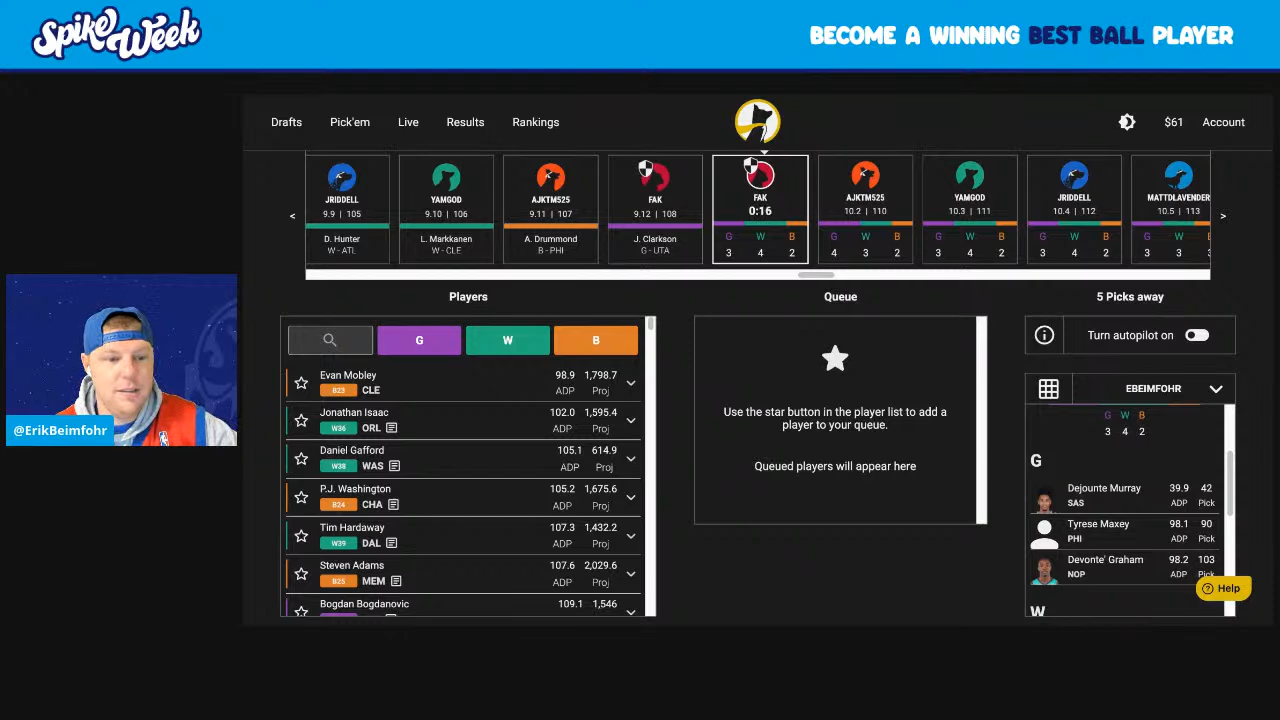 Spike Week
BECOME A WINNING BEST BALL PLAYER
Drafts Pick'em Live Results Rankings $61 Account
JRIDDELL
9.9 | 105
D. Hunter
W - ATL
YAMGOD
9.10 | 106
L. Markkanen
W - CLE
AJKTM525
9.11 | 107
A. Drummond
B - PHI
FAK
9.12 | 108
J. Clarkson
G - UTA
FAK
0:16
G W B
3 4 2
AJKTM525
10.2 | 110
G W B
4 3 2
YAMGOD
10.3 | 111
G W B
3 4 2
JRIDDELL
10.4 | 112
G W B
3 4 2
MATTDLAVENDER
10.5 | 113
G W B
3 3 3
< >
Players
G W B
Evan Mobley 98.9 1,798.7
B23 CLE ADP Proj
Jonathan Isaac 102.0 1,595.4
W36 ORL ADP Proj
Daniel Gafford 105.1 614.9
W38 WAS ADP Proj
P.J. Washington 105.2 1,675.6
B24 CHA ADP Proj
Tim Hardaway 107.3 1,432.2
W39 DAL ADP Proj
Steven Adams 107.6 2,029.6
B25 MEM ADP Proj
Bogdan Bogdanovic 109.1 1,546
Queue
Use the star button in the player list to add a
player to your queue.
Queued players will appear here
5 Picks away
Turn autopilot on
EBEIMFOHR
G W B
3 4 2
G
Dejounte Murray 39.9 42
SAS ADP Pick
Tyrese Maxey 98.1 90
PHI ADP Pick
Devonte' Graham 98.2 103
NOP ADP Pick
W
Help
@ErikBeimfohr